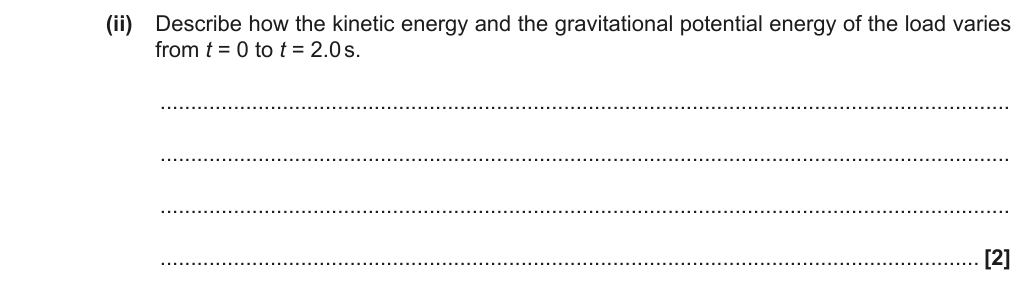 (ii) Describe how the kinetic energy and the gravitational potential energy of the load varies
from t = 0 to t = 2.0 s.
....................................................................................................................................
....................................................................................................................................
....................................................................................................................................
............................................................................................................................... [2]